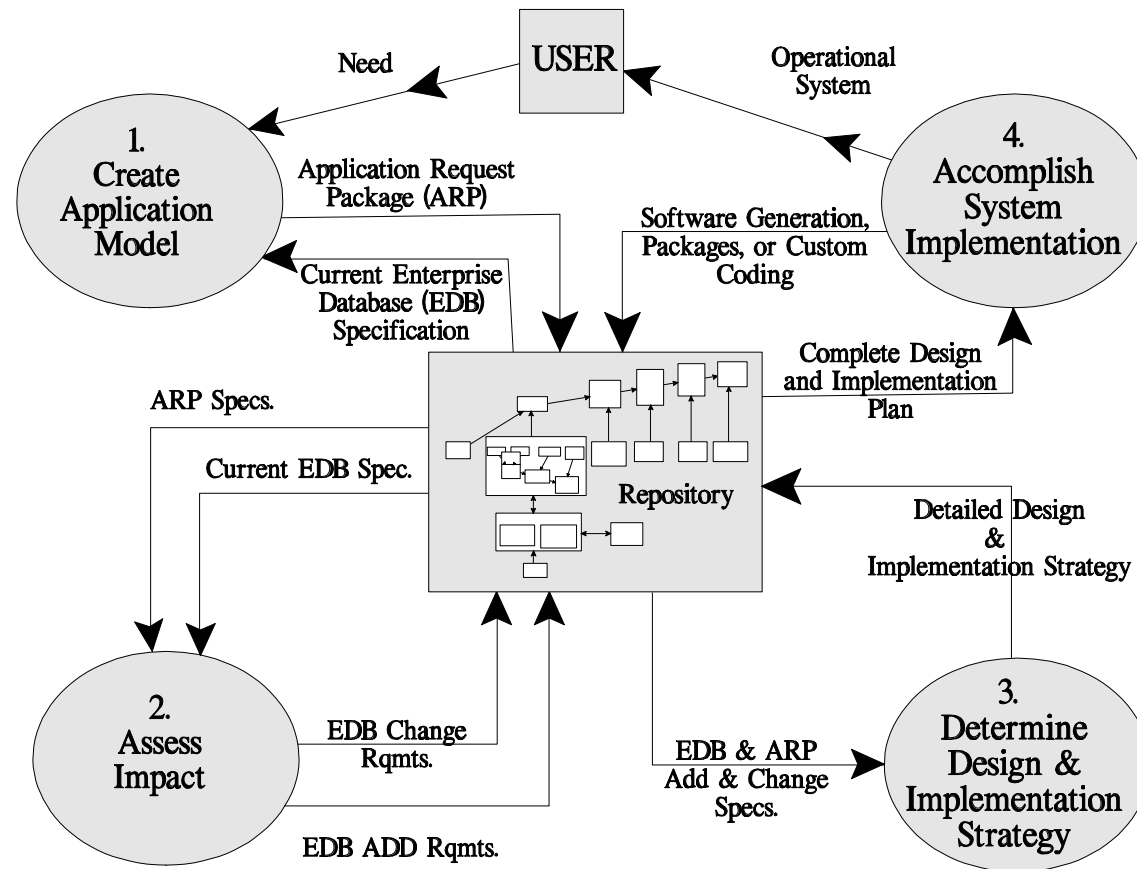 USER
Need
Operational
System
1.
Create
Application
Model
4.
Accomplish
System
Implementation
Application Request
Package (ARP)
Software Generation,
Packages, or Custom
Coding
Current Enterprise
Database (EDB)
Specification
Complete Design
and Implementation
Plan
ARP Specs.
Current EDB Spec.
Repository
Detailed Design
&
Implementation Strategy
2.
Assess
Impact
EDB Change
Rqmts.
EDB ADD Rqmts.
EDB & ARP
Add & Change
Specs.
3.
Determine
Design &
Implementation
Strategy